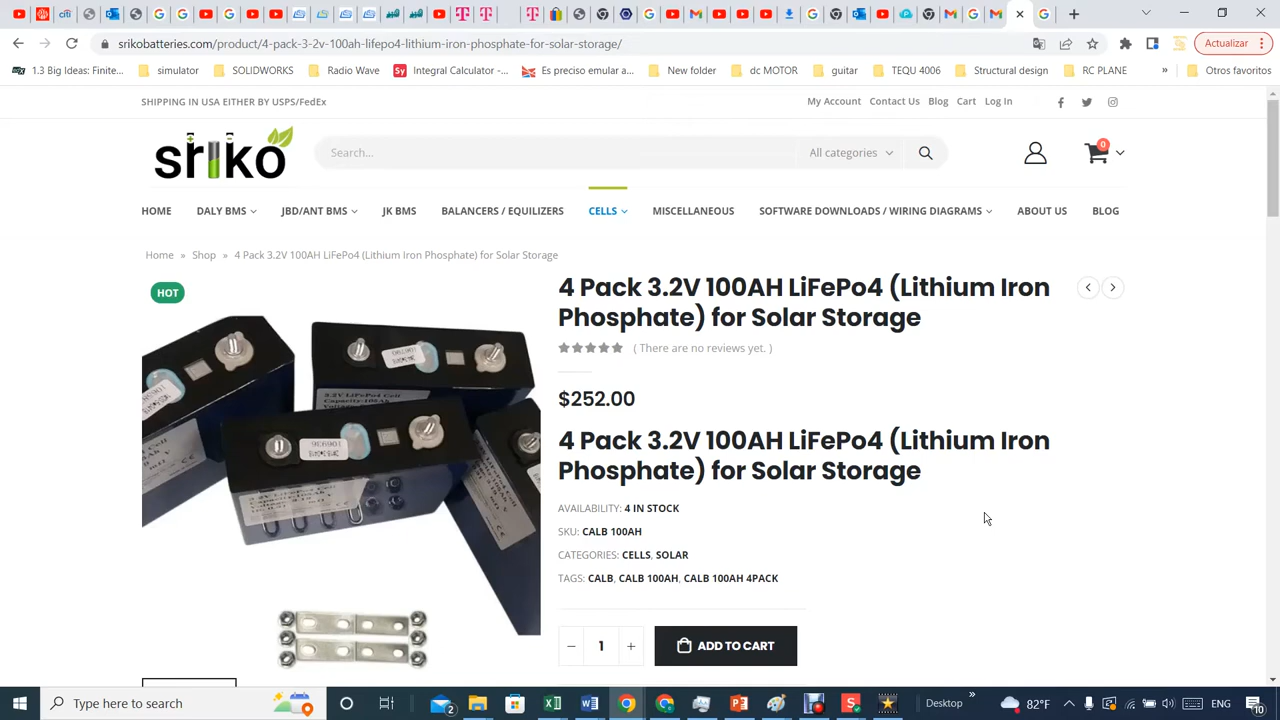 srikobatteries.com/product/4-pack-3-2v-100ah-lifepo4-lithium-iron-phosphate-for-solar-storage/
Actualizar
1.3 Big Ideas: Finite...
simulator
SOLIDWORKS
Radio Wave
Integral Calculator -...
Es preciso emular a...
New folder
dc MOTOR
guitar
TEQU 4006
Structural design
RC PLANE
»
Otros favoritos
SHIPPING IN USA EITHER BY USPS/FedEx
My Account Contact Us Blog Cart Log In
sriko
Search...
All categories
0
HOME DALY BMS JBD/ANT BMS JK BMS BALANCERS / EQUILIZERS CELLS MISCELLANEOUS SOFTWARE DOWNLOADS / WIRING DIAGRAMS ABOUT US BLOG
Home » Shop » 4 Pack 3.2V 100AH LiFePo4 (Lithium Iron Phosphate) for Solar Storage
HOT
4 Pack 3.2V 100AH LiFePo4 (Lithium Iron
Phosphate) for Solar Storage
( There are no reviews yet. )
$252.00
4 Pack 3.2V 100AH LiFePo4 (Lithium Iron
Phosphate) for Solar Storage
AVAILABILITY: 4 IN STOCK
SKU: CALB 100AH
CATEGORIES: CELLS, SOLAR
TAGS: CALB, CALB 100AH, CALB 100AH 4PACK
− 1 +
ADD TO CART
Type here to search
2
Desktop
»
82°F
ENG
10